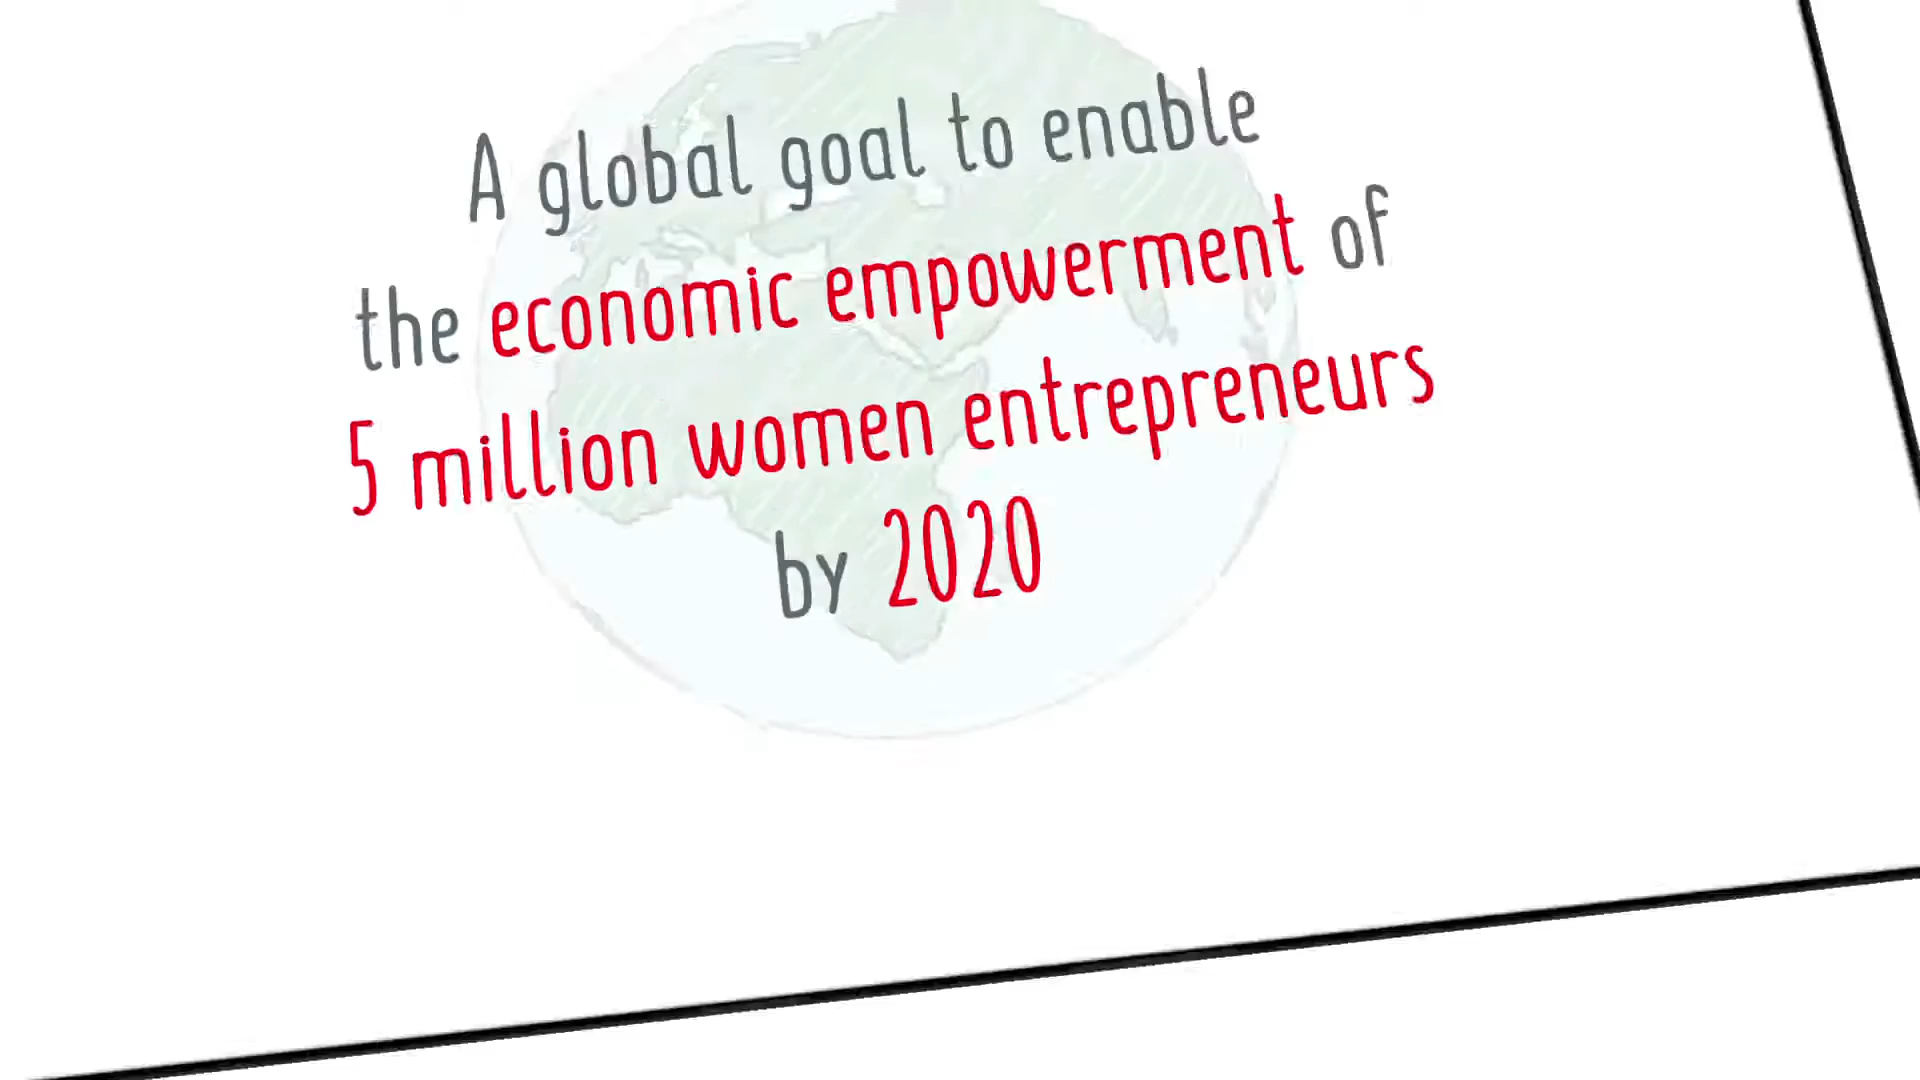 A global goal to enable
the economic empowerment of
5 million women entrepreneurs
by 2020